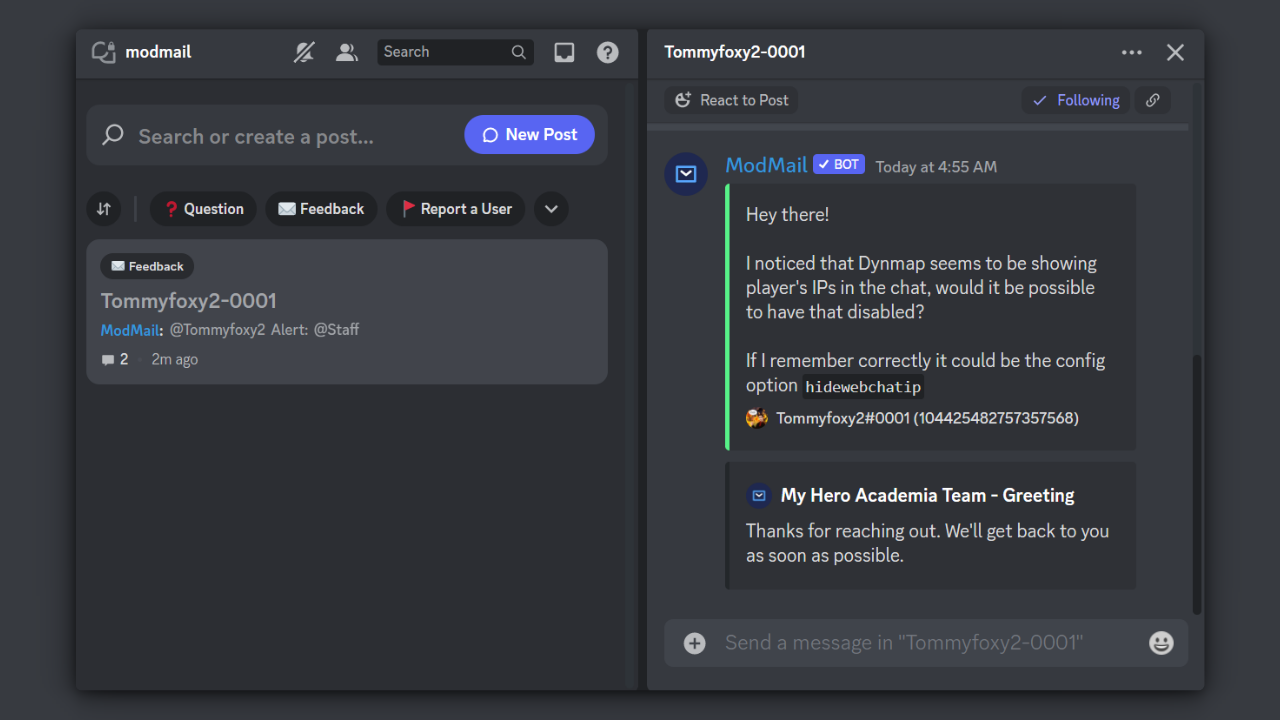 modmail
Search
Search or create a post...
New Post
Question
Feedback
Report a User
Feedback
Tommyfoxy2-0001
ModMail: @Tommyfoxy2 Alert: @Staff
2 2m ago
Tommyfoxy2-0001
React to Post
Following
ModMail BOT Today at 4:55 AM
Hey there!
I noticed that Dynmap seems to be showing
player's IPs in the chat, would it be possible
to have that disabled?
If I remember correctly it could be the config
option hidewebchatip
Tommyfoxy2#0001 (104425482757357568)
My Hero Academia Team - Greeting
Thanks for reaching out. We'll get back to you
as soon as possible.
Send a message in "Tommyfoxy2-0001"